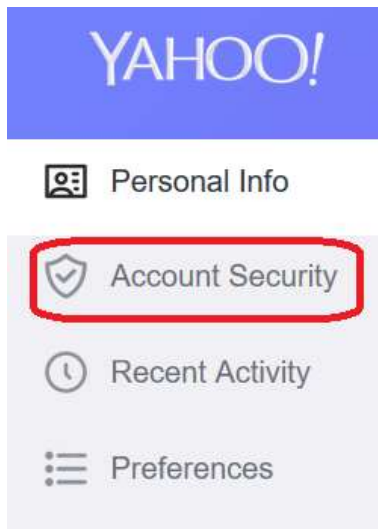 YAHOO!
Personal Info
Account Security
Recent Activity
Preferences